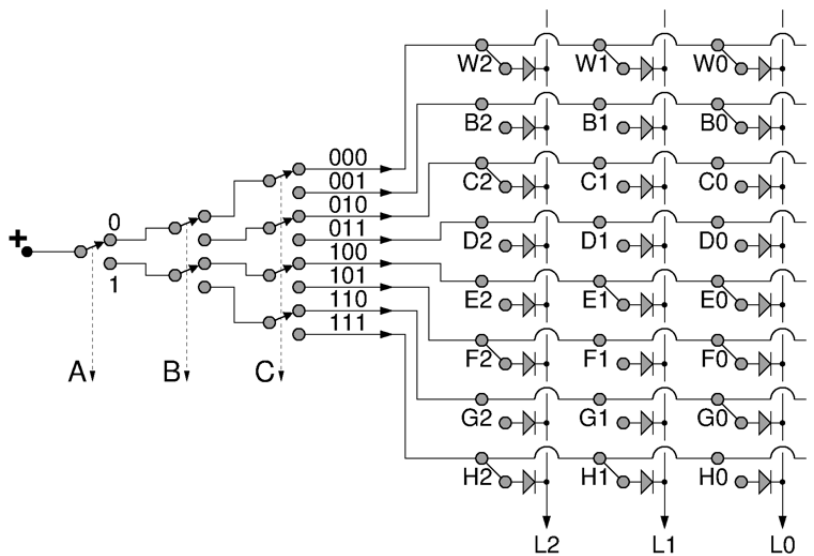 W2 W1 W0
B2 B1 B0
000
001
C2 C1 C0
010
0
011
D2 D1 D0
+
100
1
101
E2 E1 E0
110
111
A B C
F2 F1 F0
G2 G1 G0
H2 H1 H0
L2 L1 L0